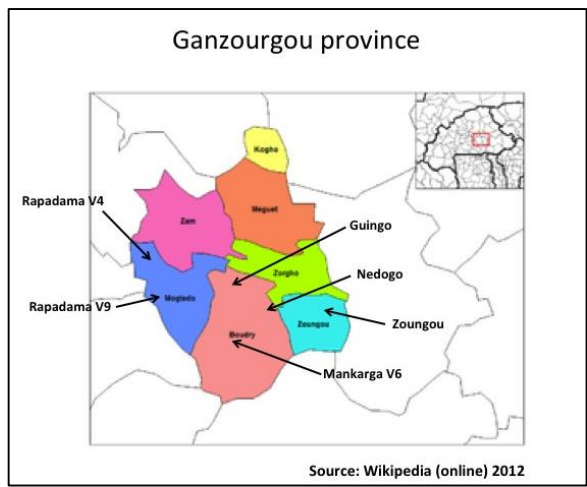 Ganzourgou province
Kogho
Rapadama V4
Zam
Meguet
Guingo
Nedogo
Zorgho
Rapadama V9
Mogtedo
Zoungou
Zoungou
Boudry
Mankarga V6
Source: Wikipedia (online) 2012